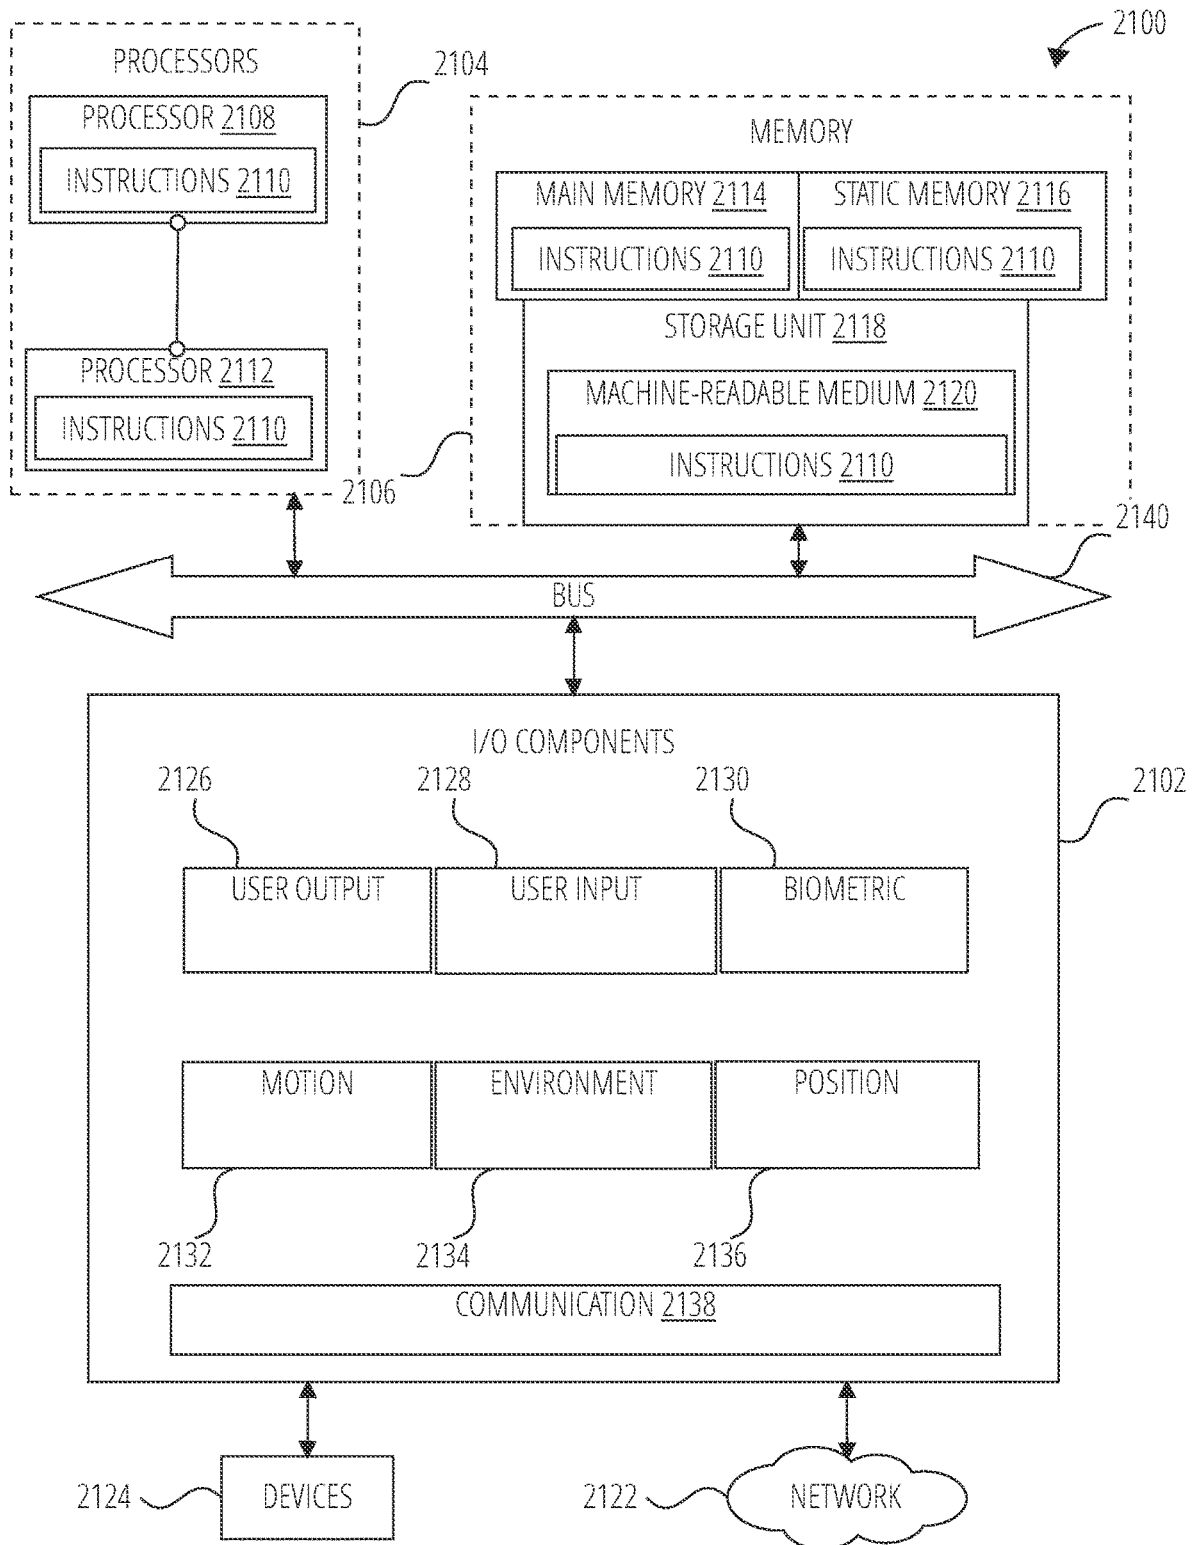 2100
PROCESSORS
2104
PROCESSOR 2108
INSTRUCTIONS 2110
PROCESSOR 2112
INSTRUCTIONS 2110
MEMORY
MAIN MEMORY 2114
INSTRUCTIONS 2110
STATIC MEMORY 2116
INSTRUCTIONS 2110
STORAGE UNIT 2118
MACHINE-READABLE MEDIUM 2120
INSTRUCTIONS 2110
2106
2140
BUS
I/O COMPONENTS
2102
2126
2128
2130
USER OUTPUT
USER INPUT
BIOMETRIC
MOTION
ENVIRONMENT
POSITION
2132
2134
2136
COMMUNICATION 2138
2124
DEVICES
2122
NETWORK